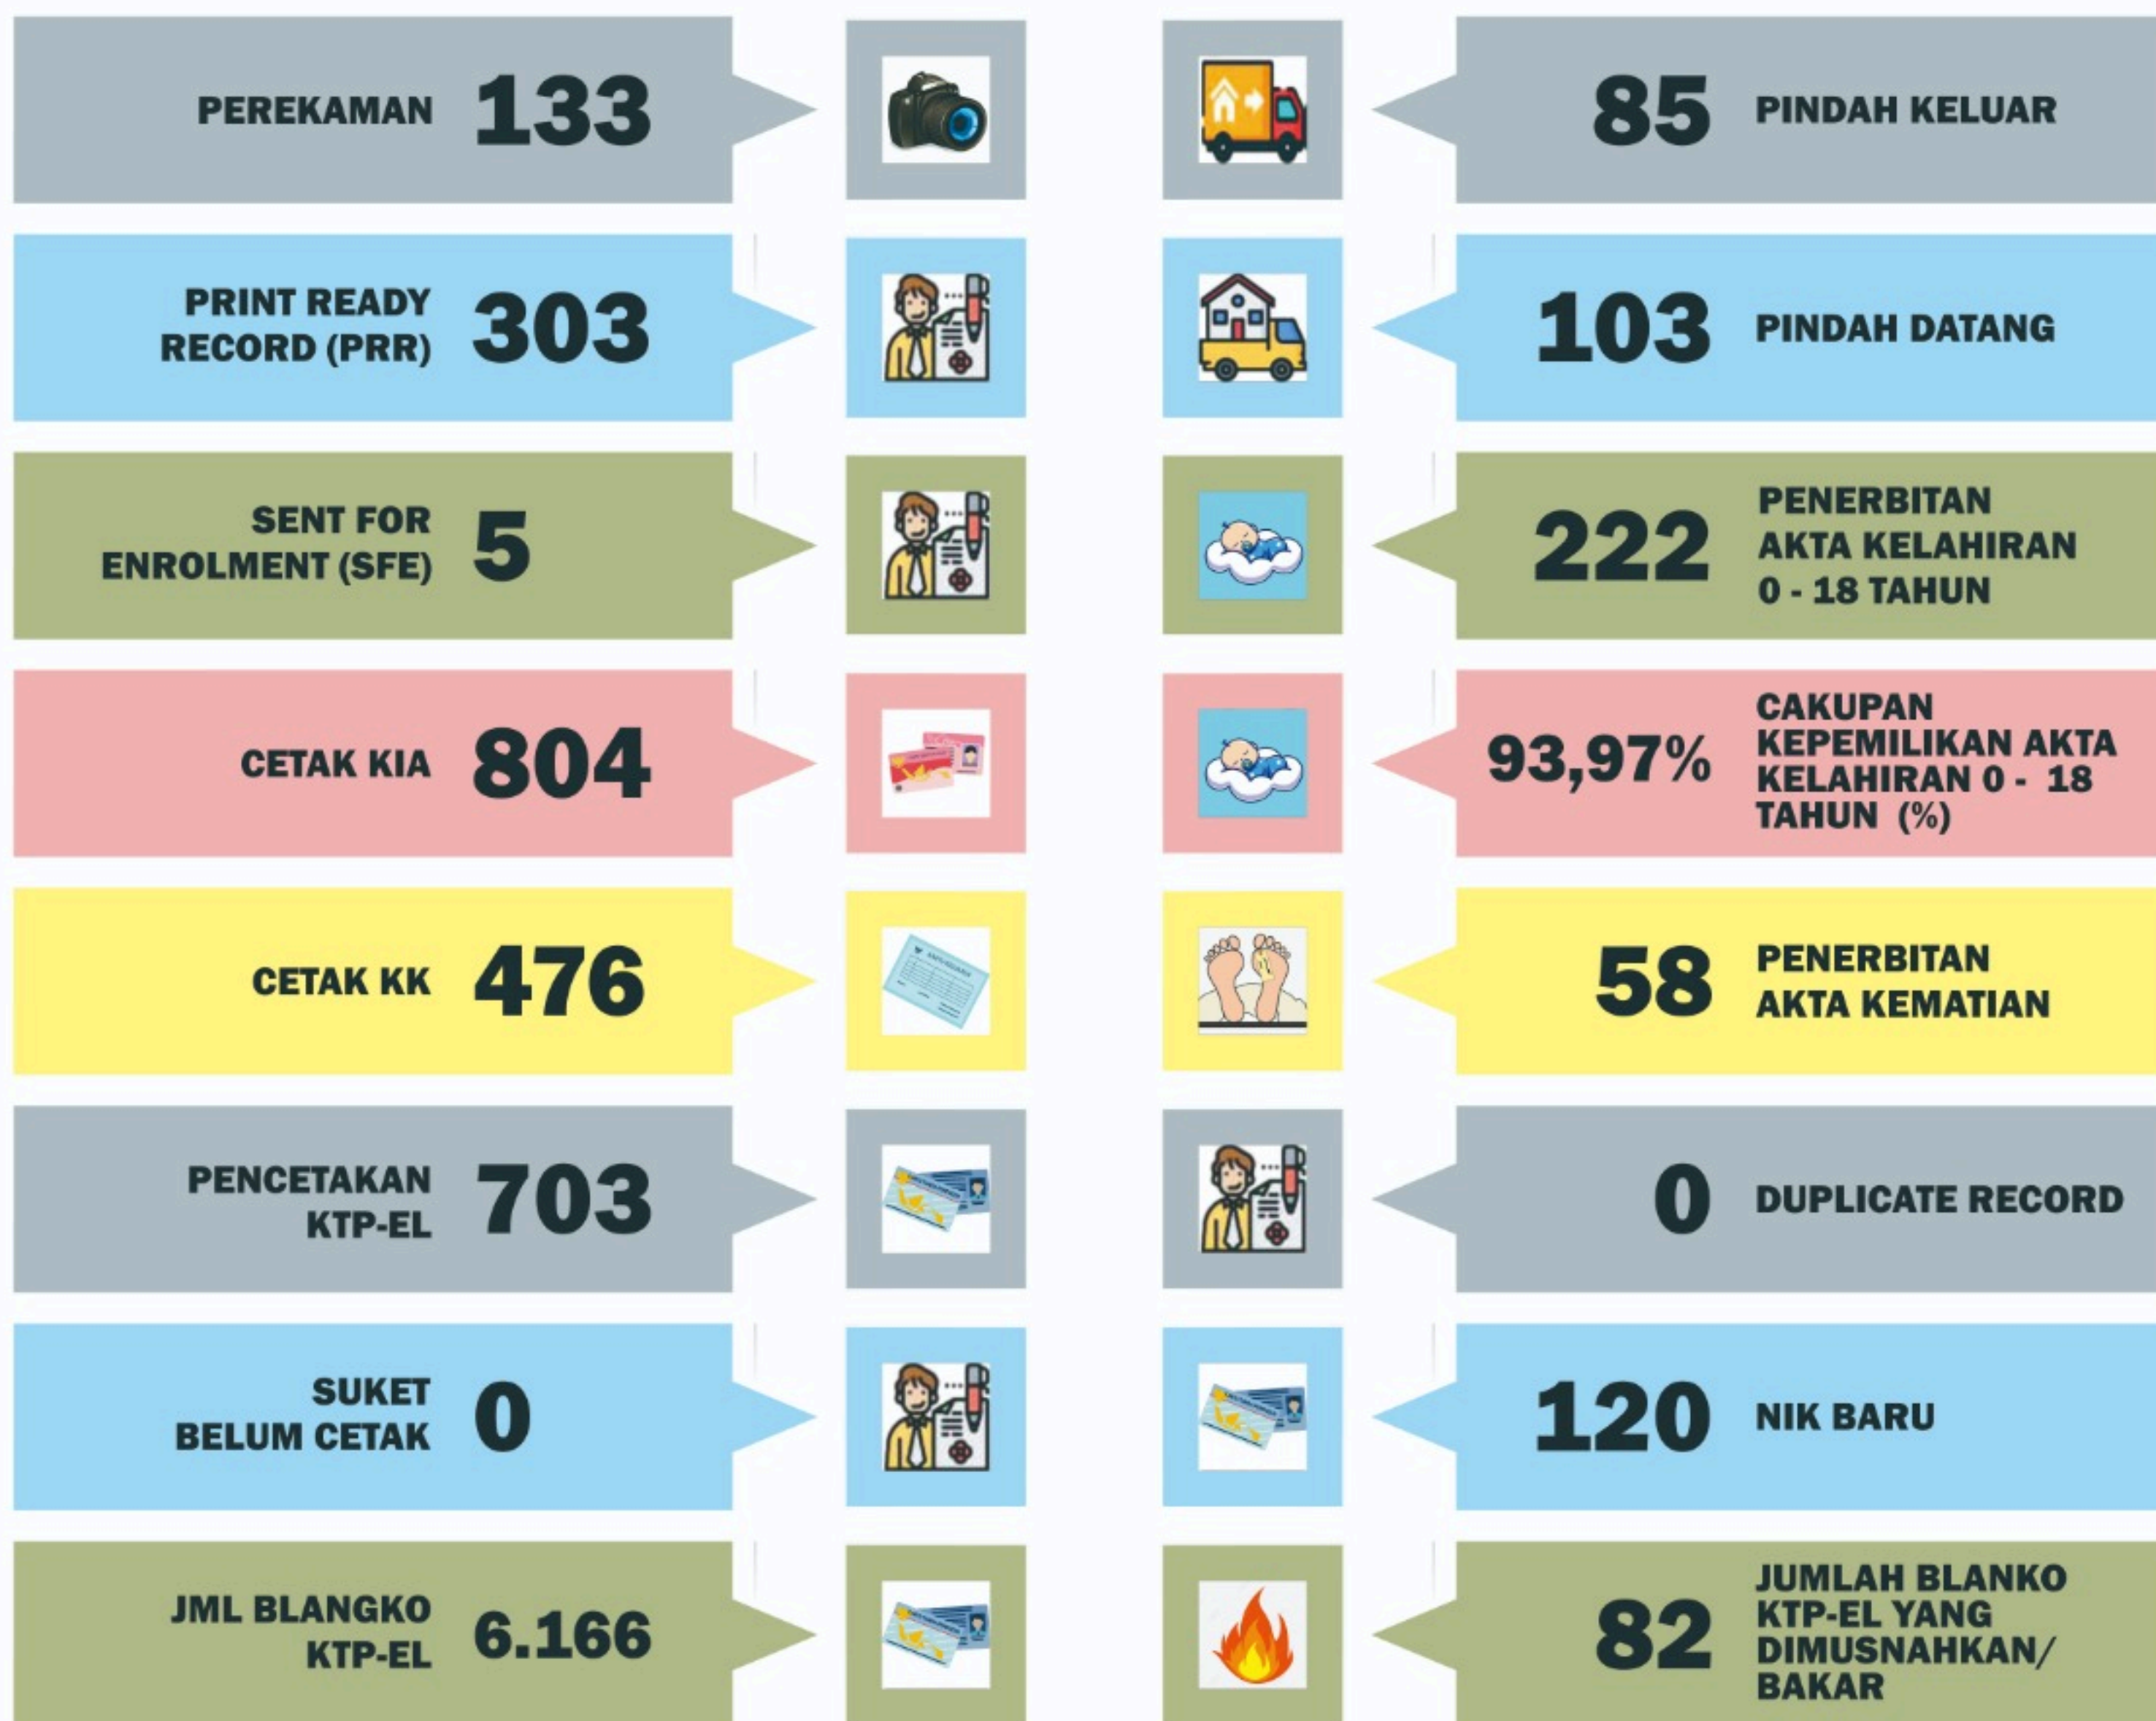 PEREKAMAN 133
85 PINDAH KELUAR
PRINT READY
RECORD (PRR)
303
103 PINDAH DATANG
SENT FOR
ENROLMENT (SFE)
5
222
PENERBITAN
AKTA KELAHIRAN
0 - 18 TAHUN
CETAK KIA 804
93,97%
CAKUPAN
KEPEMILIKAN AKTA
KELAHIRAN 0 - 18
TAHUN (%)
CETAK KK 476
58
PENERBITAN
AKTA KEMATIAN
PENCETAKAN
KTP-EL
703
0 DUPLICATE RECORD
SUKET
BELUM CETAK
0
120 NIK BARU
JML BLANGKO
KTP-EL
6.166
82
JUMLAH BLANKO
KTP-EL YANG
DIMUSNAHKAN/
BAKAR